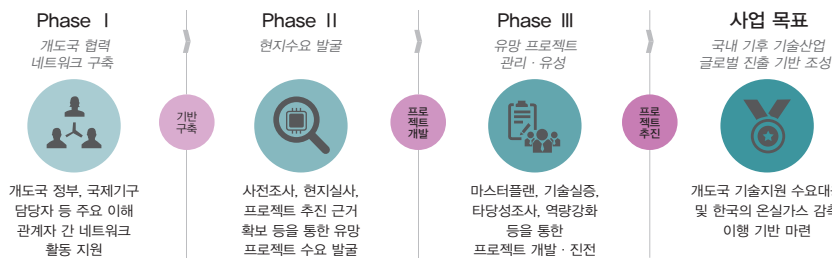 Phase Ⅰ
개도국 협력
네트워크 구축
개도국 정부, 국제기구
담당자 등 주요 이해
관계자 간 네트워크
활동 지원
기반
구축
Phase Ⅱ
현지수요 발굴
사전조사, 현지실사,
프로젝트 추진 근거
확보 등을 통한 유망
프로젝트 수요 발굴
프로
젝트
개발
Phase Ⅲ
유망 프로젝트
관리 · 유성
마스터플랜, 기술실증,
타당성조사, 역량강화
등을 통한
프로젝트 개발 · 진전
프로
젝트
추진
사업 목표
국내 기후 기술산업
글로벌 진출 기반 조성
개도국 기술지원 수요대응
및 한국의 온실가스 감축
이행 기반 마련